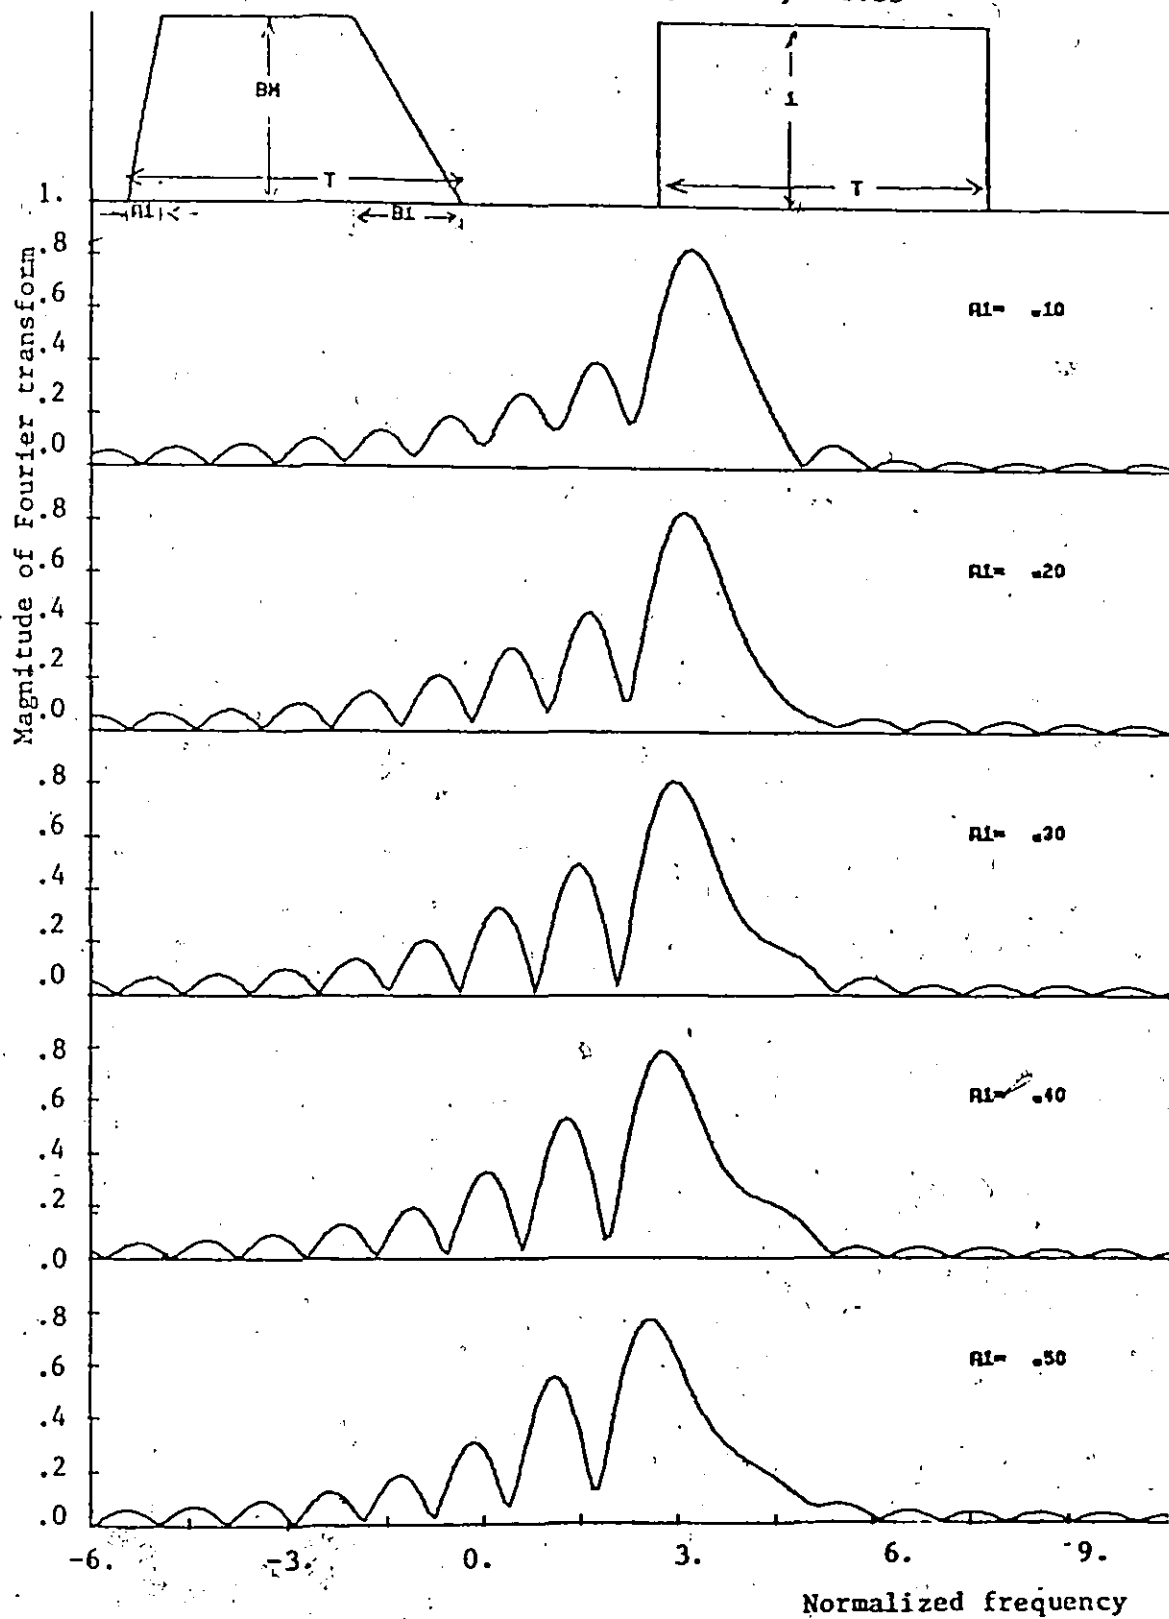 BM
1
T
T
A1
B1
1.
Magnitude of Fourier transform
.8
.6
.4
.2
.0
A1= .10
.8
.6
.4
.2
.0
A1= .20
.8
.6
.4
.2
.0
A1= .30
.8
.6
.4
.2
.0
A1= .40
.8
.6
.4
.2
.0
A1= .50
-6. -3. 0. 3. 6. 9.
Normalized frequency